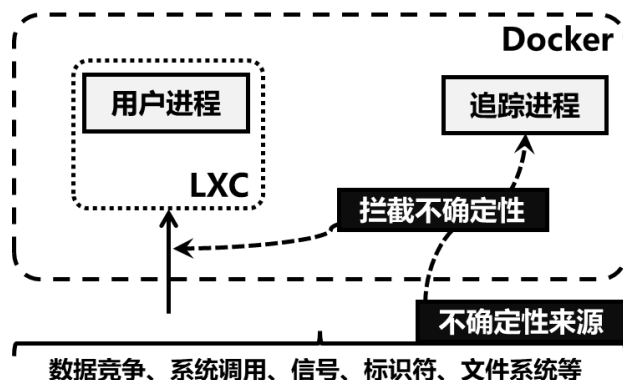 Docker
用户进程
追踪进程
LXC
拦截不确定性
不确定性来源
数据竞争、系统调用、信号、标识符、文件系统等